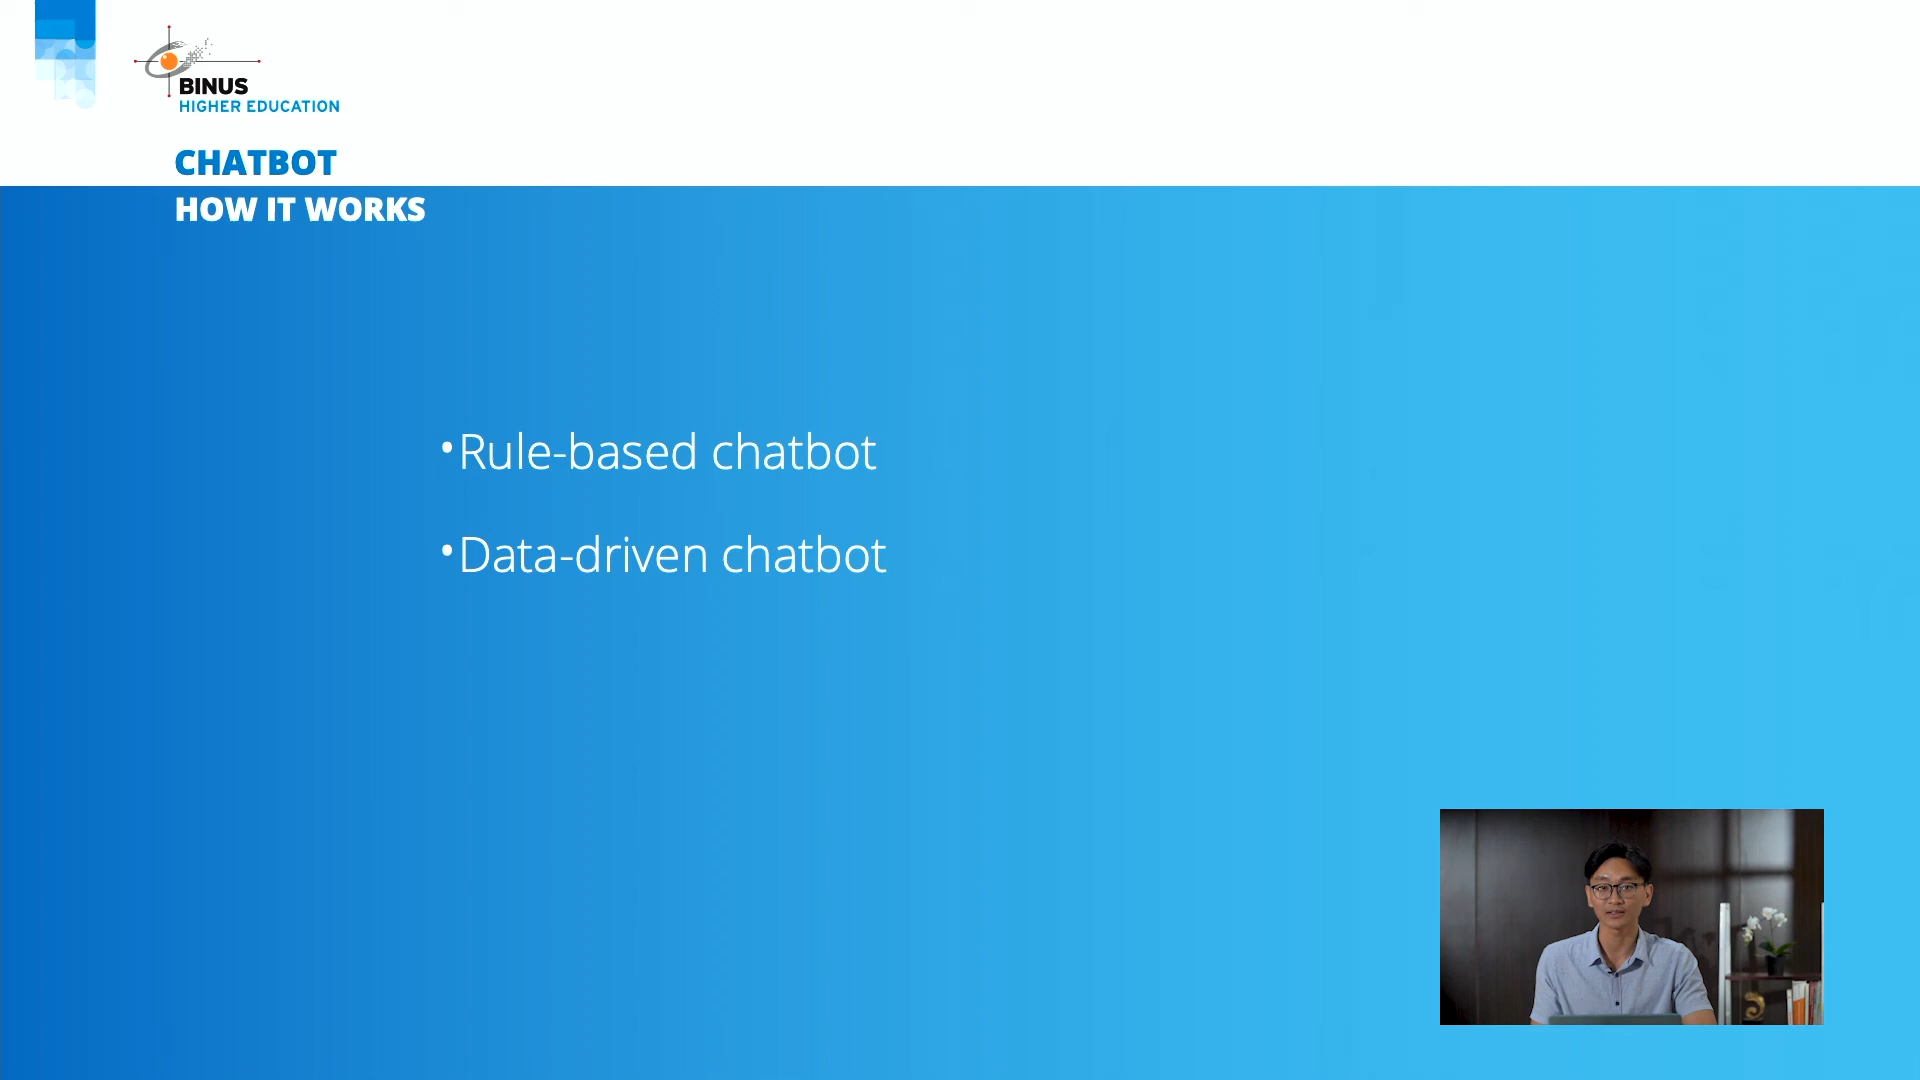 BINUS
HIGHER EDUCATION
CHATBOT
HOW IT WORKS
•Rule-based chatbot
•Data-driven chatbot